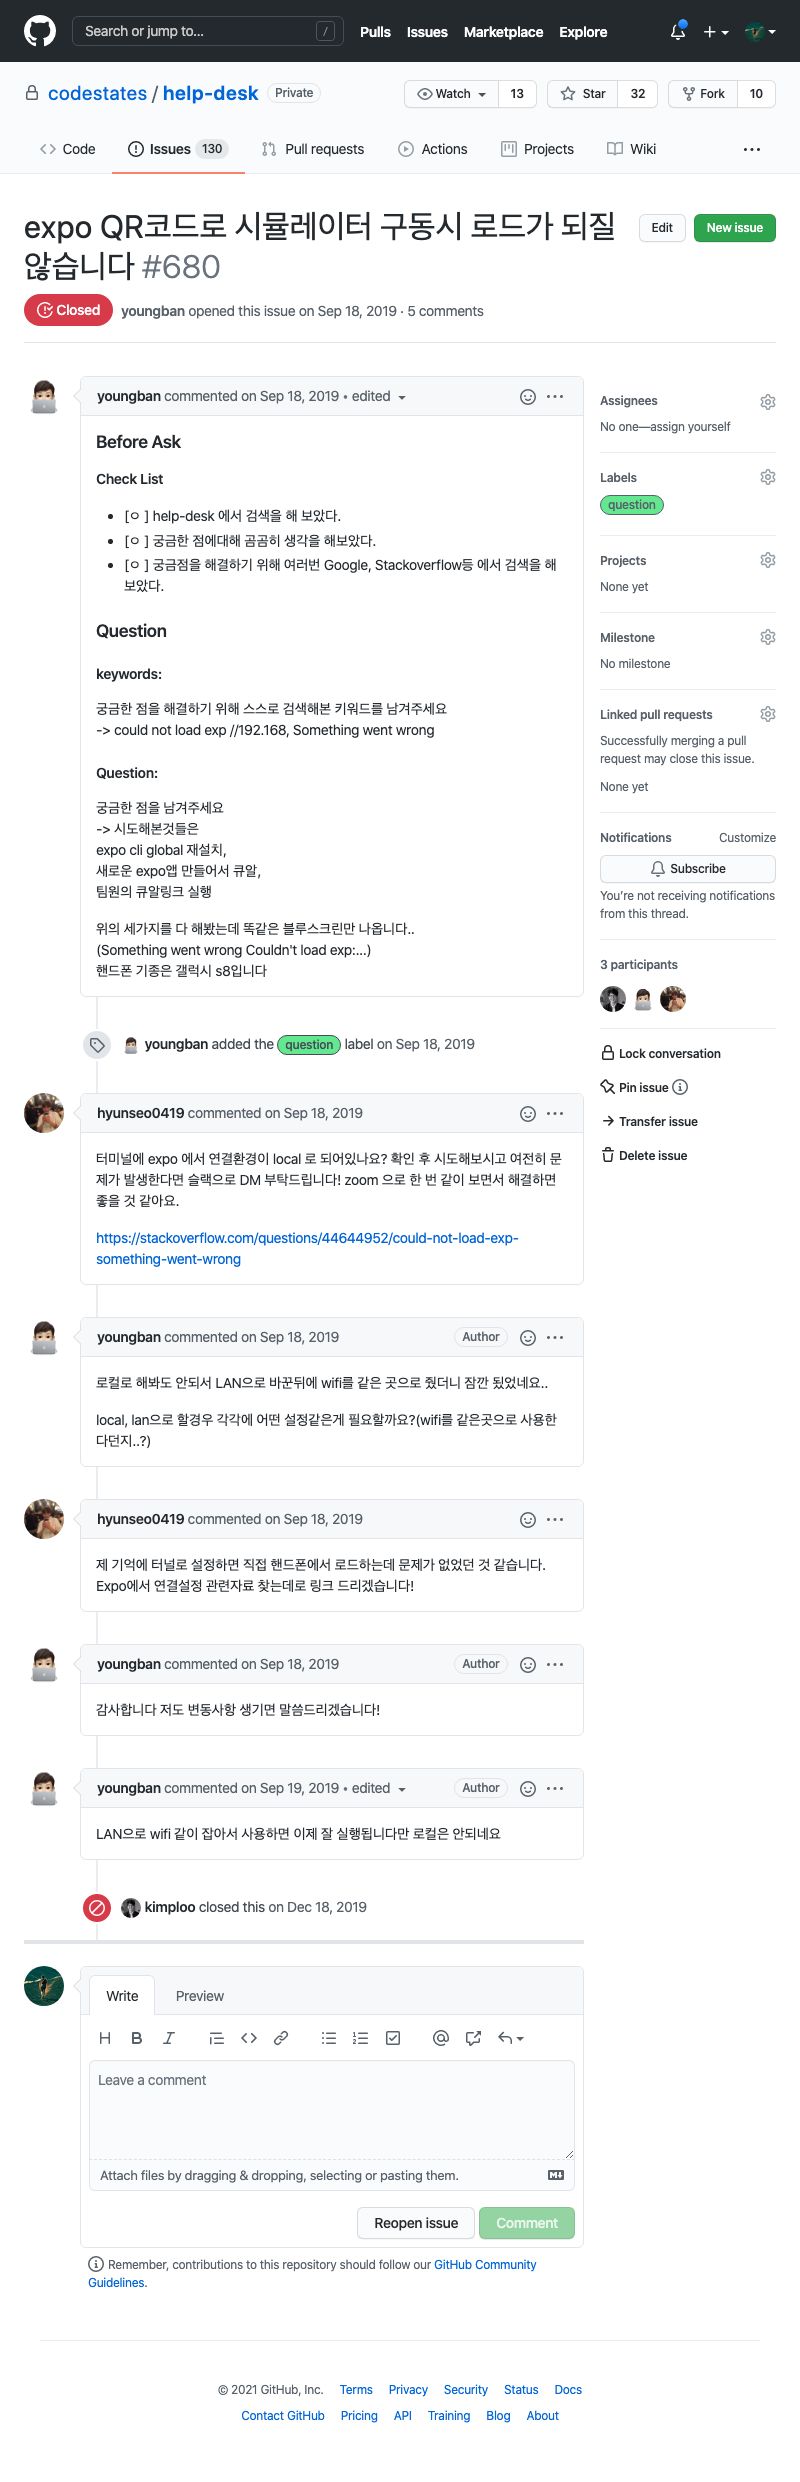 Search or jump to... /
Pulls Issues Marketplace Explore
codestates / help-desk Private
Watch 13 Star 32 Fork 10
Code Issues 130 Pull requests Actions Projects Wiki
expo QR코드로 시뮬레이터 구동시 로드가 되질
않습니다 #680
Edit New issue
Closed youngban opened this issue on Sep 18, 2019 · 5 comments
youngban commented on Sep 18, 2019 • edited
Before Ask
Check List
• [ㅇ ] help-desk 에서 검색을 해 보았다.
• [ㅇ ] 궁금한 점에대해 곰곰히 생각을 해보았다.
• [ㅇ ] 궁금점을 해결하기 위해 여러번 Google, Stackoverflow등 에서 검색을 해
보았다.
Question
keywords:
궁금한 점을 해결하기 위해 스스로 검색해본 키워드를 남겨주세요
-> could not load exp //192.168, Something went wrong
Question:
궁금한 점을 남겨주세요
-> 시도해본것들은
expo cli global 재설치,
새로운 expo앱 만들어서 큐알,
팀원의 큐알링크 실행
위의 세가지를 다 해봤는데 똑같은 블루스크린만 나옵니다..
(Something went wrong Couldn't load exp:...)
핸드폰 기종은 갤럭시 s8입니다
youngban added the question label on Sep 18, 2019
hyunseo0419 commented on Sep 18, 2019
터미널에 expo 에서 연결환경이 local 로 되어있나요? 확인 후 시도해보시고 여전히 문
제가 발생한다면 슬랙으로 DM 부탁드립니다! zoom 으로 한 번 같이 보면서 해결하면
좋을 것 같아요.
https://stackoverflow.com/questions/44644952/could-not-load-exp-
something-went-wrong
youngban commented on Sep 18, 2019 Author
로컬로 해봐도 안되서 LAN으로 바꾼뒤에 wifi를 같은 곳으로 줬더니 잠깐 됬었네요..
local, lan으로 할경우 각각에 어떤 설정같은게 필요할까요?(wifi를 같은곳으로 사용한
다던지..?)
hyunseo0419 commented on Sep 18, 2019
제 기억에 터널로 설정하면 직접 핸드폰에서 로드하는데 문제가 없었던 것 같습니다.
Expo에서 연결설정 관련자료 찾는데로 링크 드리겠습니다!
youngban commented on Sep 18, 2019 Author
감사합니다 저도 변동사항 생기면 말씀드리겠습니다!
youngban commented on Sep 19, 2019 • edited Author
LAN으로 wifi 같이 잡아서 사용하면 이제 잘 실행됩니다만 로컬은 안되네요
kimploo closed this on Dec 18, 2019
Assignees
No one—assign yourself
Labels
question
Projects
None yet
Milestone
No milestone
Linked pull requests
Successfully merging a pull
request may close this issue.
None yet
Notifications Customize
Subscribe
You're not receiving notifications
from this thread.
3 participants
Lock conversation
Pin issue
Transfer issue
Delete issue
Write Preview
Leave a comment
Attach files by dragging & dropping, selecting or pasting them.
Reopen issue Comment
Remember, contributions to this repository should follow our GitHub Community
Guidelines.
© 2021 GitHub, Inc. Terms Privacy Security Status Docs
Contact GitHub Pricing API Training Blog About